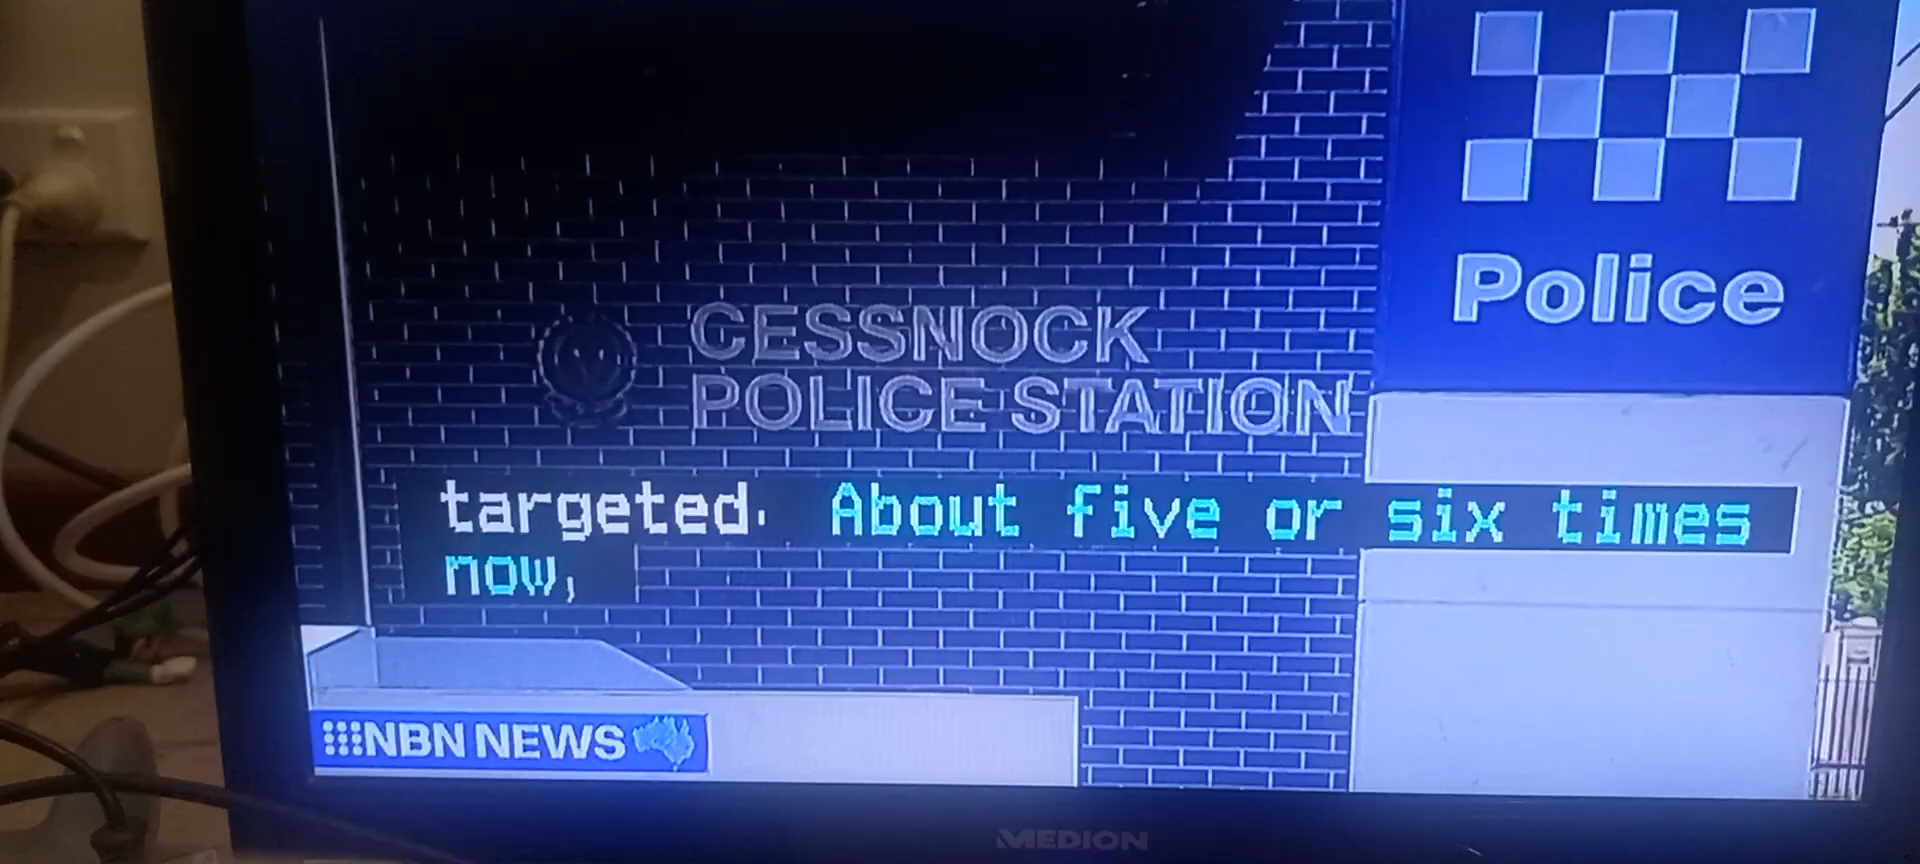 Police
CESSNOCK
POLICE STATION
targeted. About five or six times
now,
NBN NEWS
MEDION